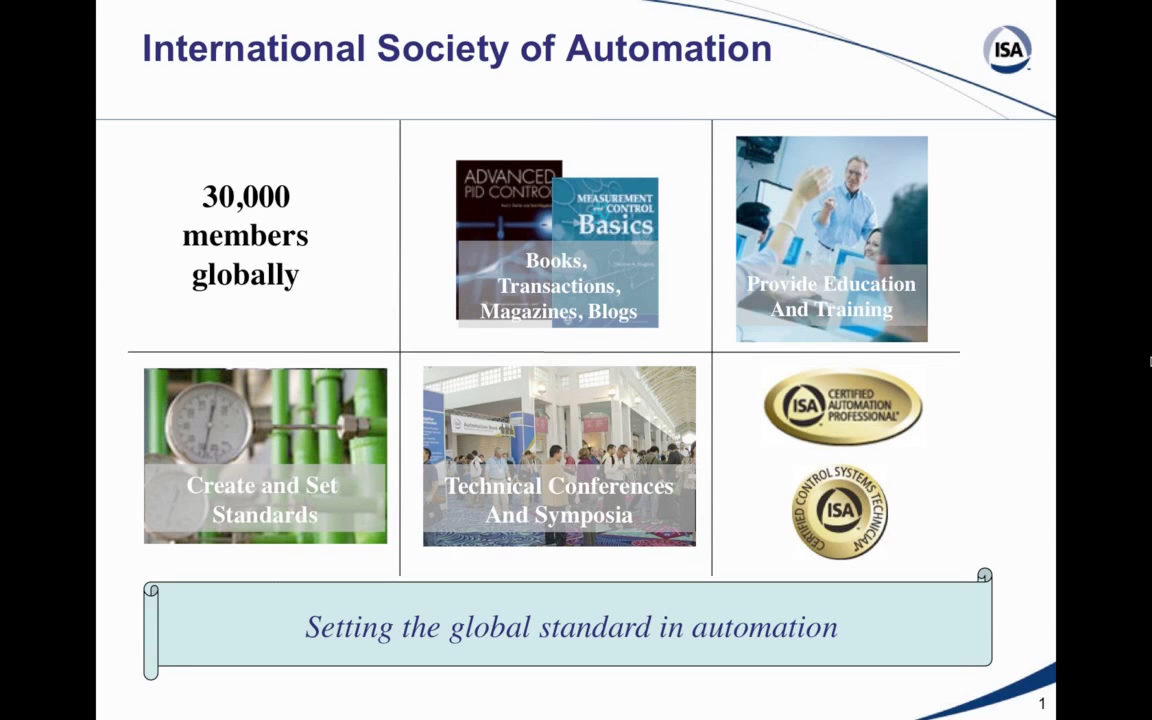 International Society of Automation
ISA
30,000
members
globally
ADVANCED
PID CONTROL
MEASUREMENT
and CONTROL
Basics
Books,
Transactions,
Magazines, Blogs
Provide Education
And Training
Create and Set
Standards
Technical Conferences
And Symposia
ISA
CERTIFIED
AUTOMATION
PROFESSIONAL®
CERTIFIED CONTROL SYSTEMS TECHNICIAN®
ISA
Setting the global standard in automation
1